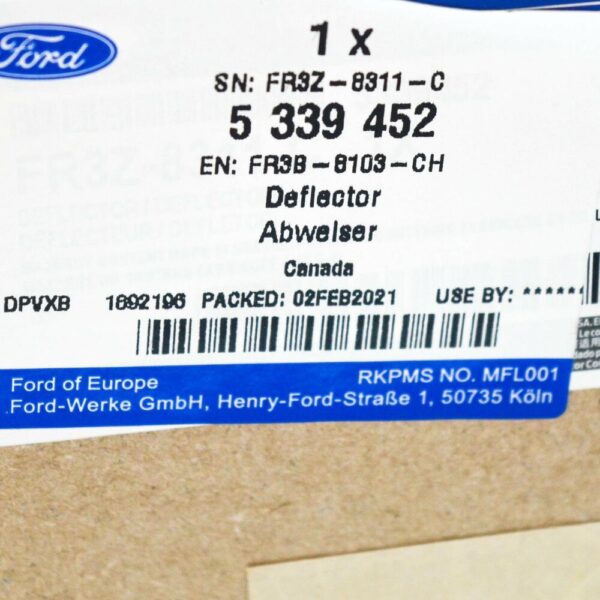 Ford
1 x
SN: FR3Z-8311-C
5 339 452
EN: FR3B-8103-CH
Deflector
Abweiser
Canada
DPVXB 1692196 PACKED: 02FEB2021 USE BY: ******
Ford of Europe RKPMS NO. MFL001
Ford-Werke GmbH, Henry-Ford-Straße 1, 50735 Köln